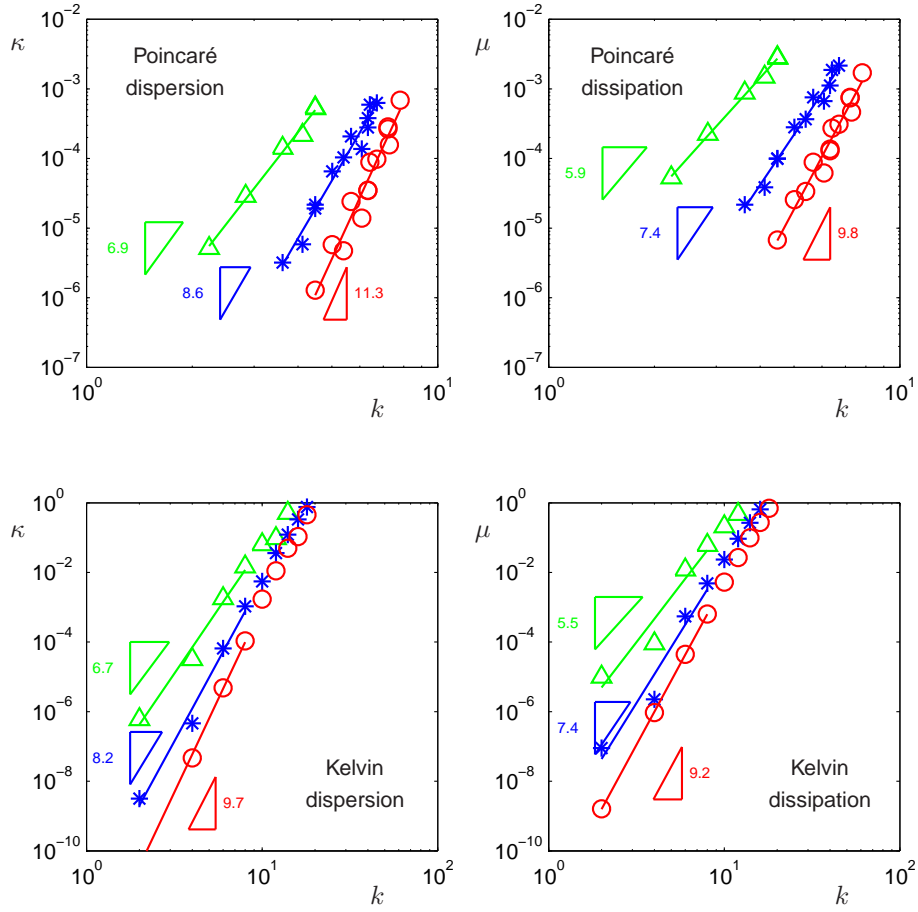 κ
10⁻²
10⁻³
10⁻⁴
10⁻⁵
10⁻⁶
10⁻⁷
Poincaré
dispersion
6.9
8.6
11.3
10⁰
10¹
k
μ
10⁻²
10⁻³
10⁻⁴
10⁻⁵
10⁻⁶
10⁻⁷
Poincaré
dissipation
5.9
7.4
9.8
10⁰
10¹
k
κ
10⁰
10⁻²
10⁻⁴
10⁻⁶
10⁻⁸
10⁻¹⁰
6.7
8.2
9.7
Kelvin
dispersion
10⁰
10¹
10²
k
μ
10⁰
10⁻²
10⁻⁴
10⁻⁶
10⁻⁸
10⁻¹⁰
5.5
7.4
9.2
Kelvin
dissipation
10⁰
10¹
10²
k